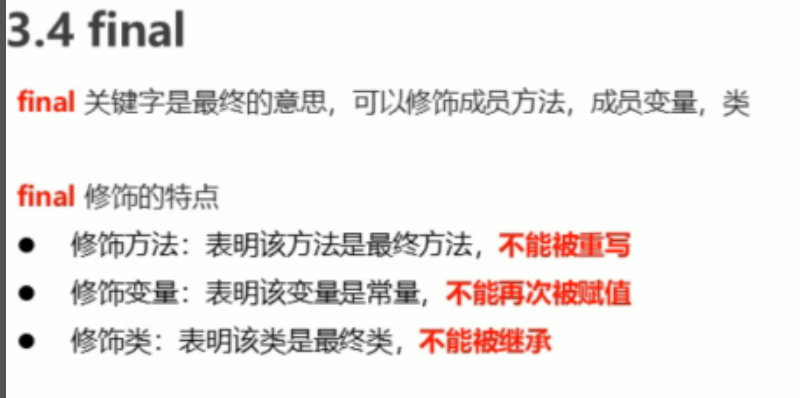 3.4 final
final 关键字是最终的意思，可以修饰成员方法，成员变量，类
final 修饰的特点
● 修饰方法：表明该方法是最终方法，不能被重写
● 修饰变量：表明该变量是常量，不能再次被赋值
● 修饰类：表明该类是最终类，不能被继承